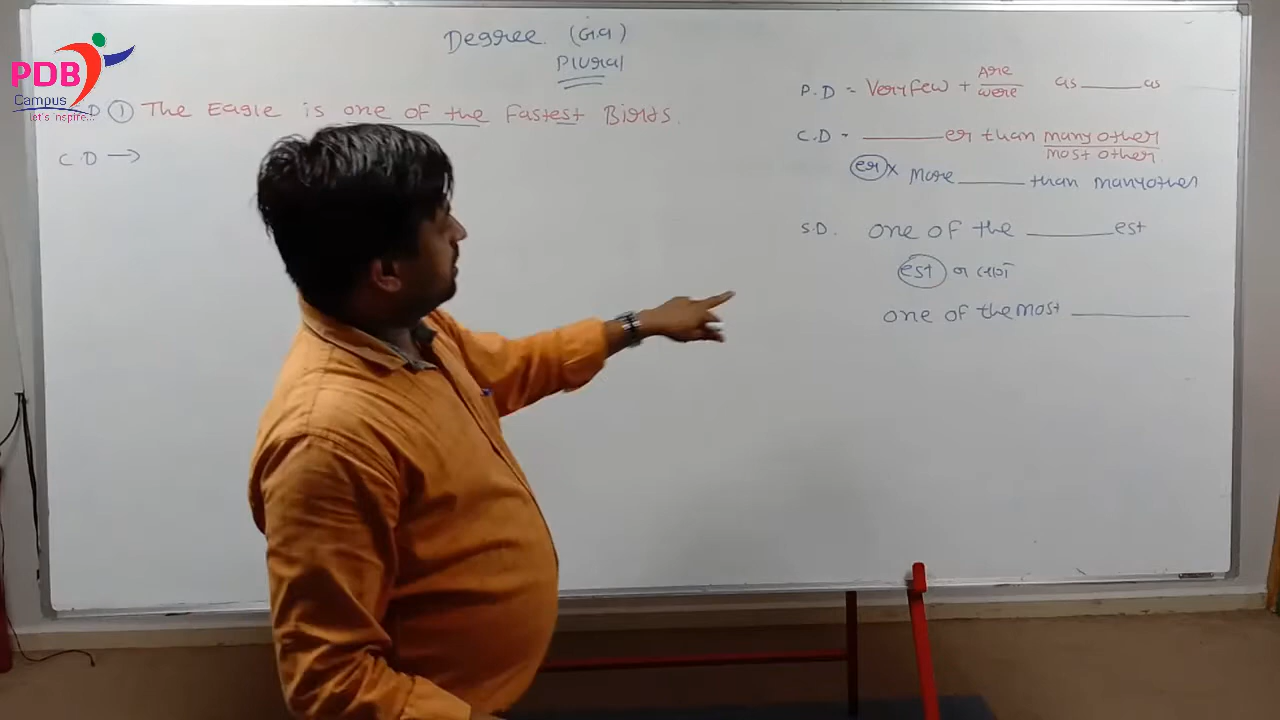 PDB
Campus
let's inspire...
Degree. (Gja)
Plural
.D ① The Eagle is one of the Fastest Birds.
C.D →
P.D = Very few + Are as ____ as
were
C.D = ____ er than many other
most other
er x More ____ than many other
S.D. one of the ____ est
est ન લાગે
one of the most ____